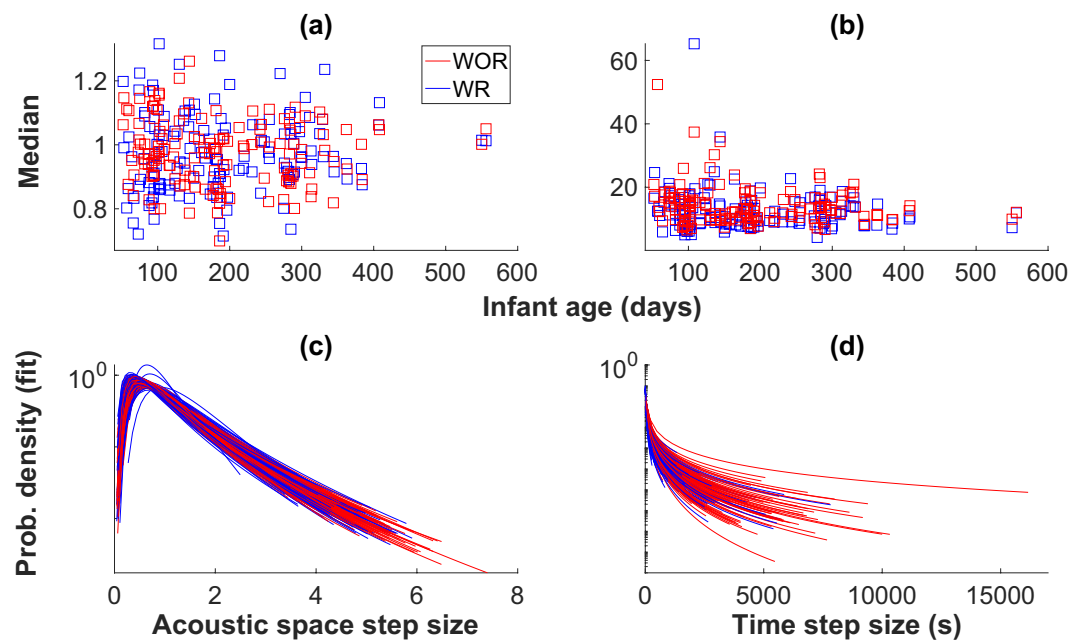 (a) (b)
Median
1.2
1
0.8
WOR
WR
60
40
20
100 200 300 400 500 600
100 200 300 400 500 600
Infant age (days)
(c) (d)
Prob. density (fit)
10^0
10^0
0 2 4 6 8
0 5000 10000 15000
Acoustic space step size
Time step size (s)